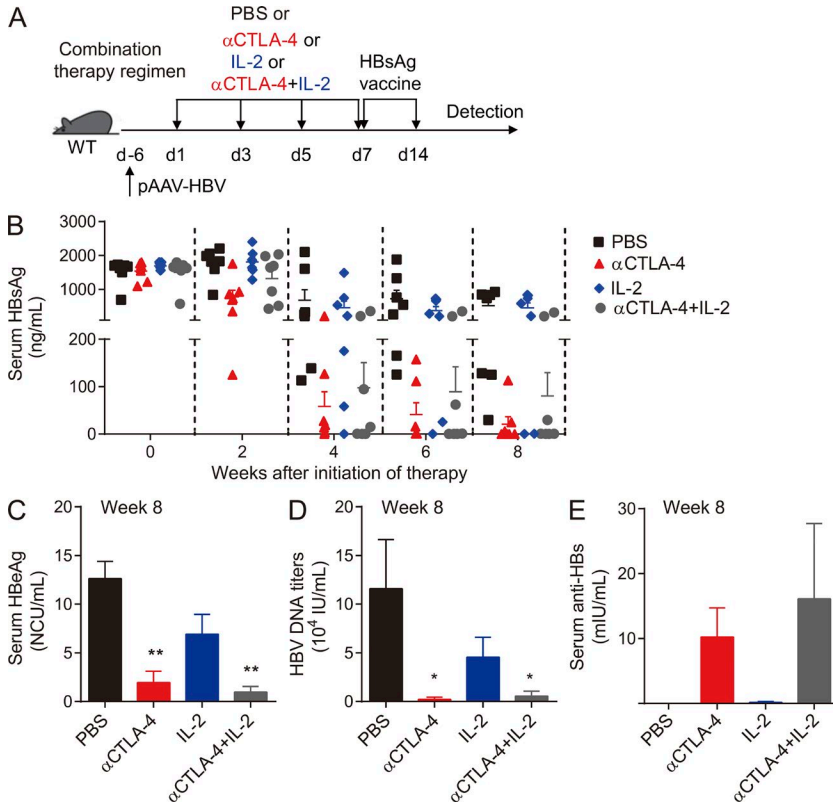 A
Combination
therapy regimen
PBS or
αCTLA-4 or
IL-2 or
αCTLA-4+IL-2
HBsAg
vaccine
Detection
WT
d-6 d1 d3 d5 d7 d14
pAAV-HBV
B
Serum HBsAg
(ng/mL)
3000
2000
1000
200
100
0
0 2 4 6 8
Weeks after initiation of therapy
PBS
αCTLA-4
IL-2
αCTLA-4+IL-2
C
Week 8
Serum HBeAg
(NCU/mL)
20
15
10
5
0
** **
PBS
αCTLA-4
IL-2
αCTLA-4+IL-2
D
Week 8
HBV DNA titers
(10⁴ IU/mL)
20
15
10
5
0
* *
PBS
αCTLA-4
IL-2
αCTLA-4+IL-2
E
Week 8
Serum anti-HBs
(mIU/mL)
30
20
10
PBS
αCTLA-4
IL-2
αCTLA-4+IL-2